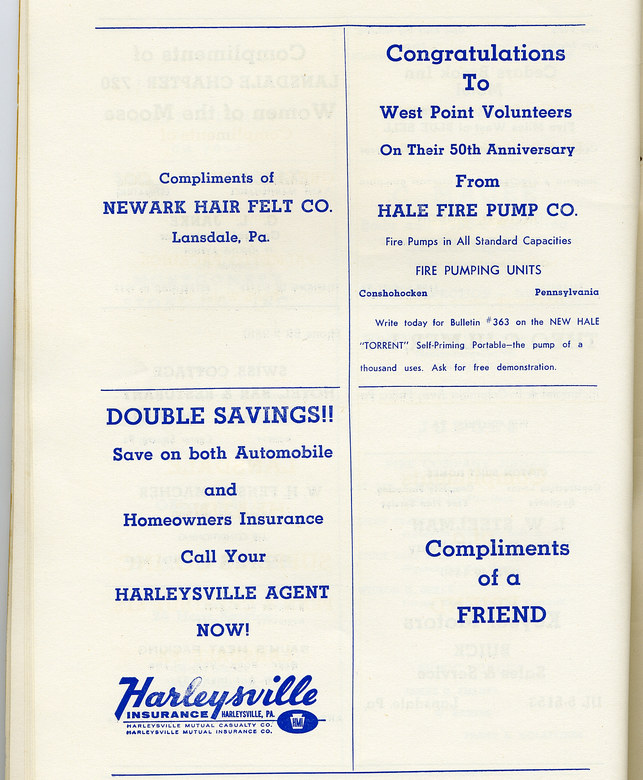 Compliments of
NEWARK HAIR FELT CO.
Lansdale, Pa.
Congratulations
To
West Point Volunteers
On Their 50th Anniversary
From
HALE FIRE PUMP CO.
Fire Pumps in All Standard Capacities
FIRE PUMPING UNITS
Conshohocken Pennsylvania
Write today for Bulletin #363 on the NEW HALE
"TORRENT" Self-Priming Portable—the pump of a
thousand uses. Ask for free demonstration.
DOUBLE SAVINGS!!
Save on both Automobile
and
Homeowners Insurance
Call Your
HARLEYSVILLE AGENT
NOW!
Harleysville
INSURANCE HARLEYSVILLE, PA.
HARLEYSVILLE MUTUAL CASUALTY CO.
HARLEYSVILLE MUTUAL INSURANCE CO.
Compliments
of a
FRIEND